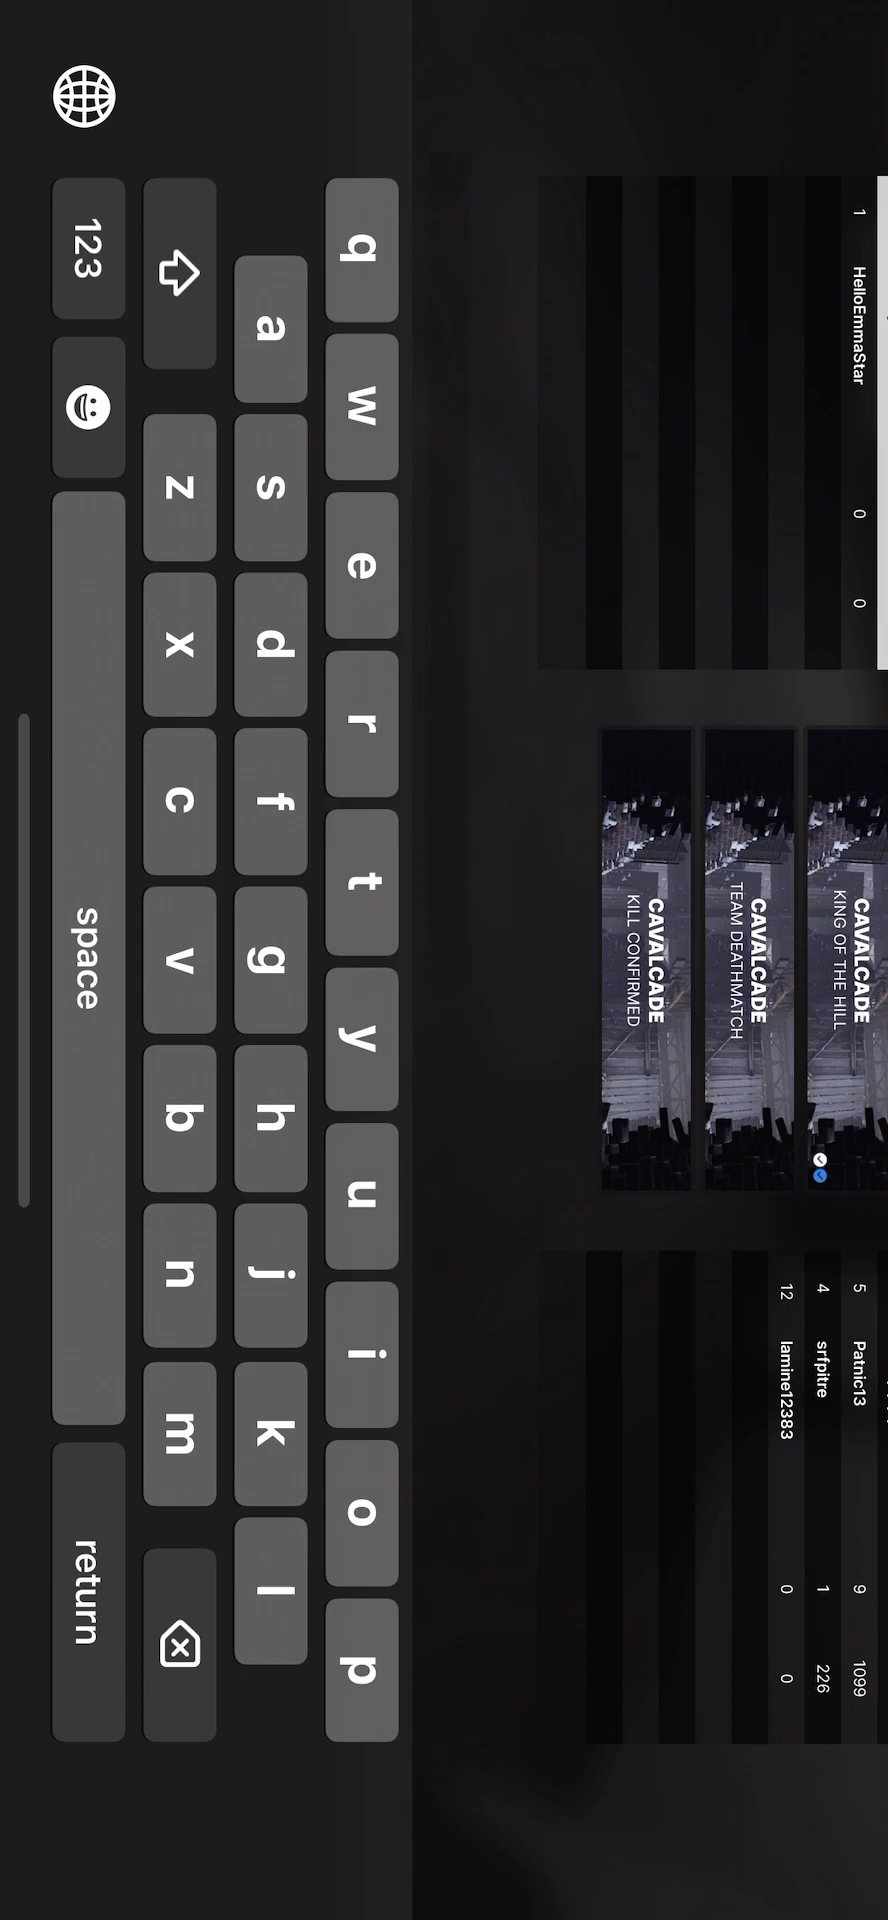 1 HelloEmmaStar 0 0
CAVALCADE
KING OF THE HILL
CAVALCADE
TEAM DEATHMATCH
CAVALCADE
KILL CONFIRMED
5 Patnic13 9 1099
4 srfpitre 1 226
12 lamine12383 0 0
q w e r t y u i o p
a s d f g h j k l
z x c v b n m
123 space return